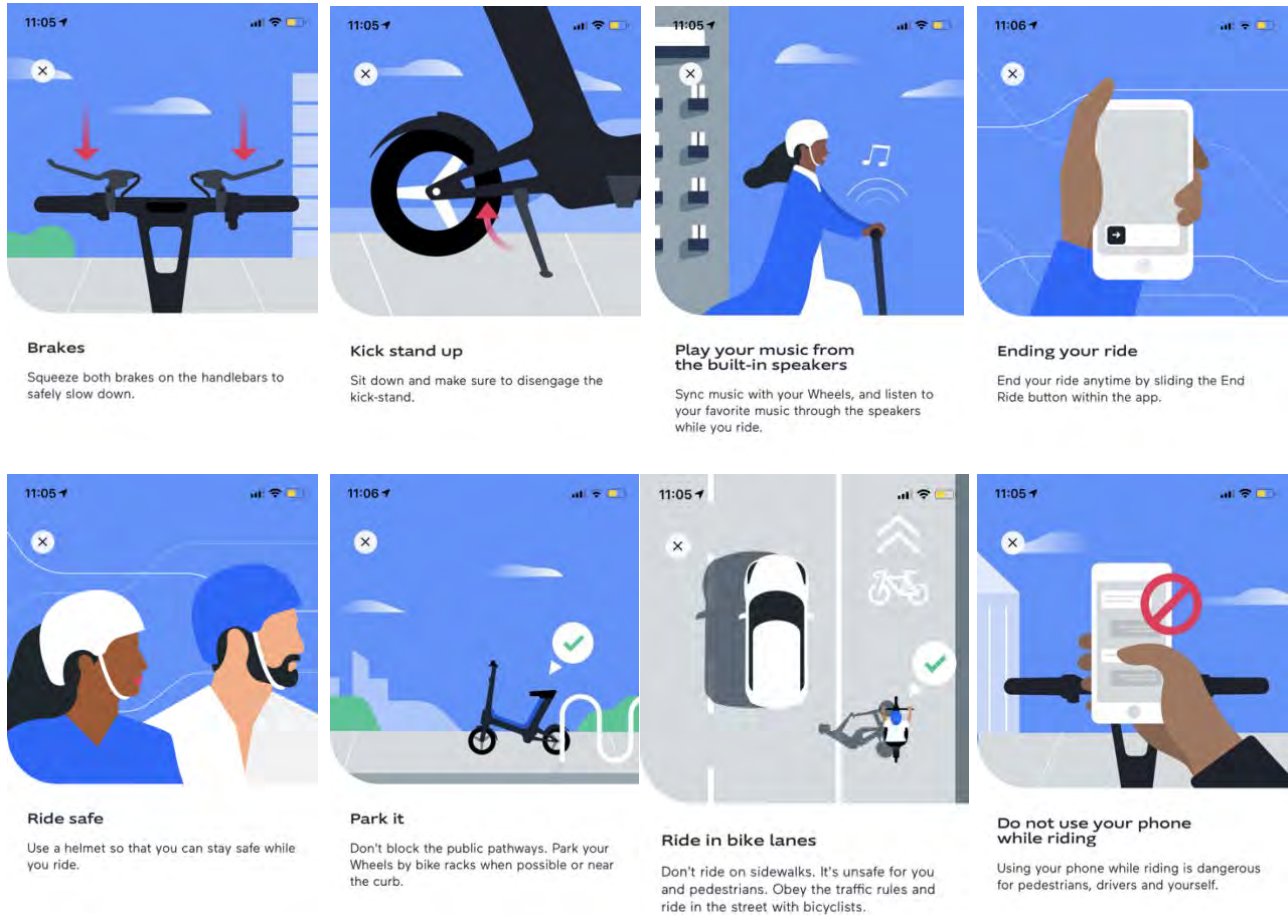 11:05
Brakes
Squeeze both brakes on the handlebars to
safely slow down.
11:05
Kick stand up
Sit down and make sure to disengage the
kick-stand.
11:05
Play your music from
the built-in speakers
Sync music with your Wheels, and listen to
your favorite music through the speakers
while you ride.
11:06
Ending your ride
End your ride anytime by sliding the End
Ride button within the app.
11:05
Ride safe
Use a helmet so that you can stay safe while
you ride.
11:06
Park it
Don't block the public pathways. Park your
Wheels by bike racks when possible or near
the curb.
11:05
Ride in bike lanes
Don't ride on sidewalks. It's unsafe for you
and pedestrians. Obey the traffic rules and
ride in the street with bicyclists.
11:05
Do not use your phone
while riding
Using your phone while riding is dangerous
for pedestrians, drivers and yourself.